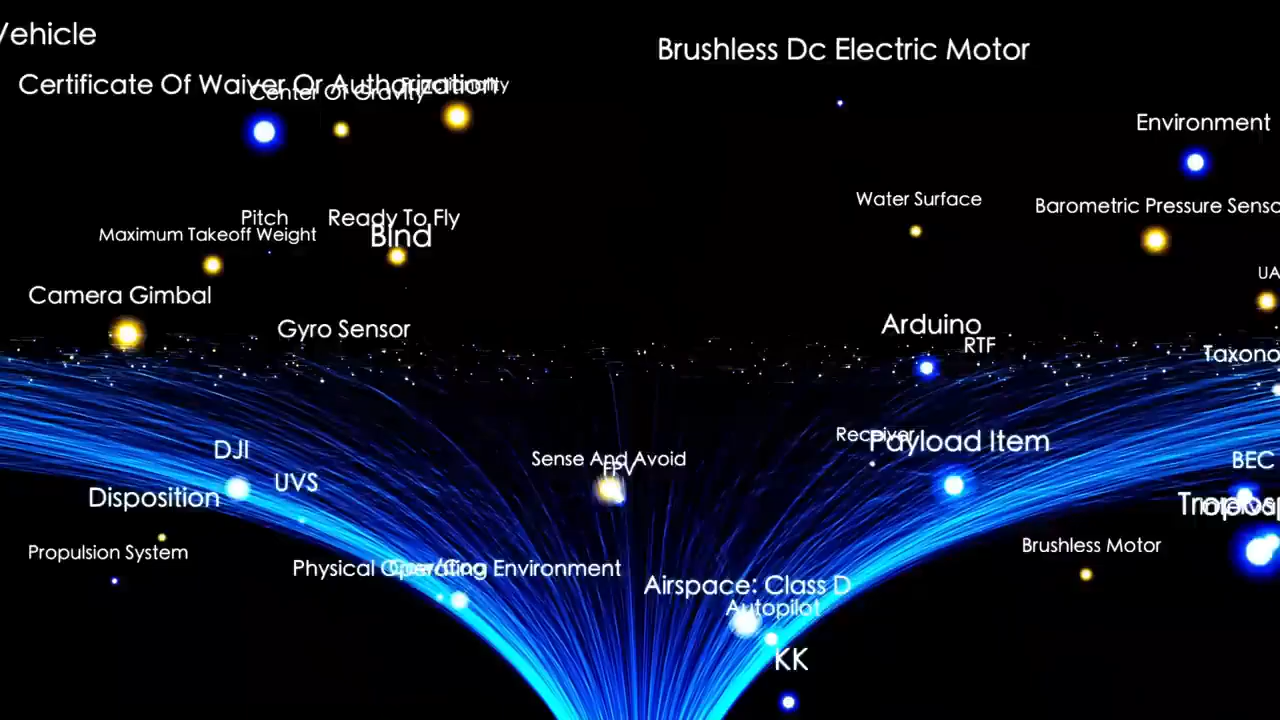 Vehicle
Brushless Dc Electric Motor
Certificate Of Waiver Or Authorization
Functionality
Center Of Gravity
Environment
Water Surface
Barometric Pressure Senso
Pitch
Ready To Fly
Maximum Takeoff Weight
Bind
UA
Camera Gimbal
Gyro Sensor
Arduino
RTF
Taxono
Receiver
Payload Item
DJI
Sense And Avoid
FPV
BEC
UVS
Disposition
Brushless Motor
Propulsion System
Physical Operating Environment
Airspace: Class D
Autopilot
KK